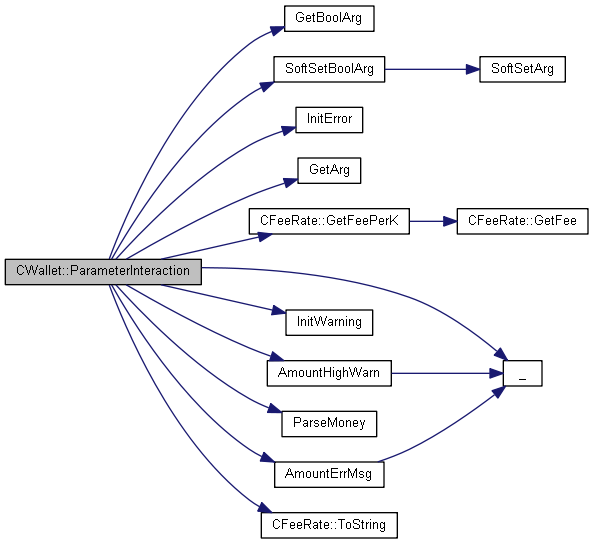 GetBoolArg
SoftSetBoolArg
SoftSetArg
InitError
GetArg
CFeeRate::GetFeePerK
CFeeRate::GetFee
CWallet::ParameterInteraction
InitWarning
AmountHighWarn
_
ParseMoney
AmountErrMsg
CFeeRate::ToString